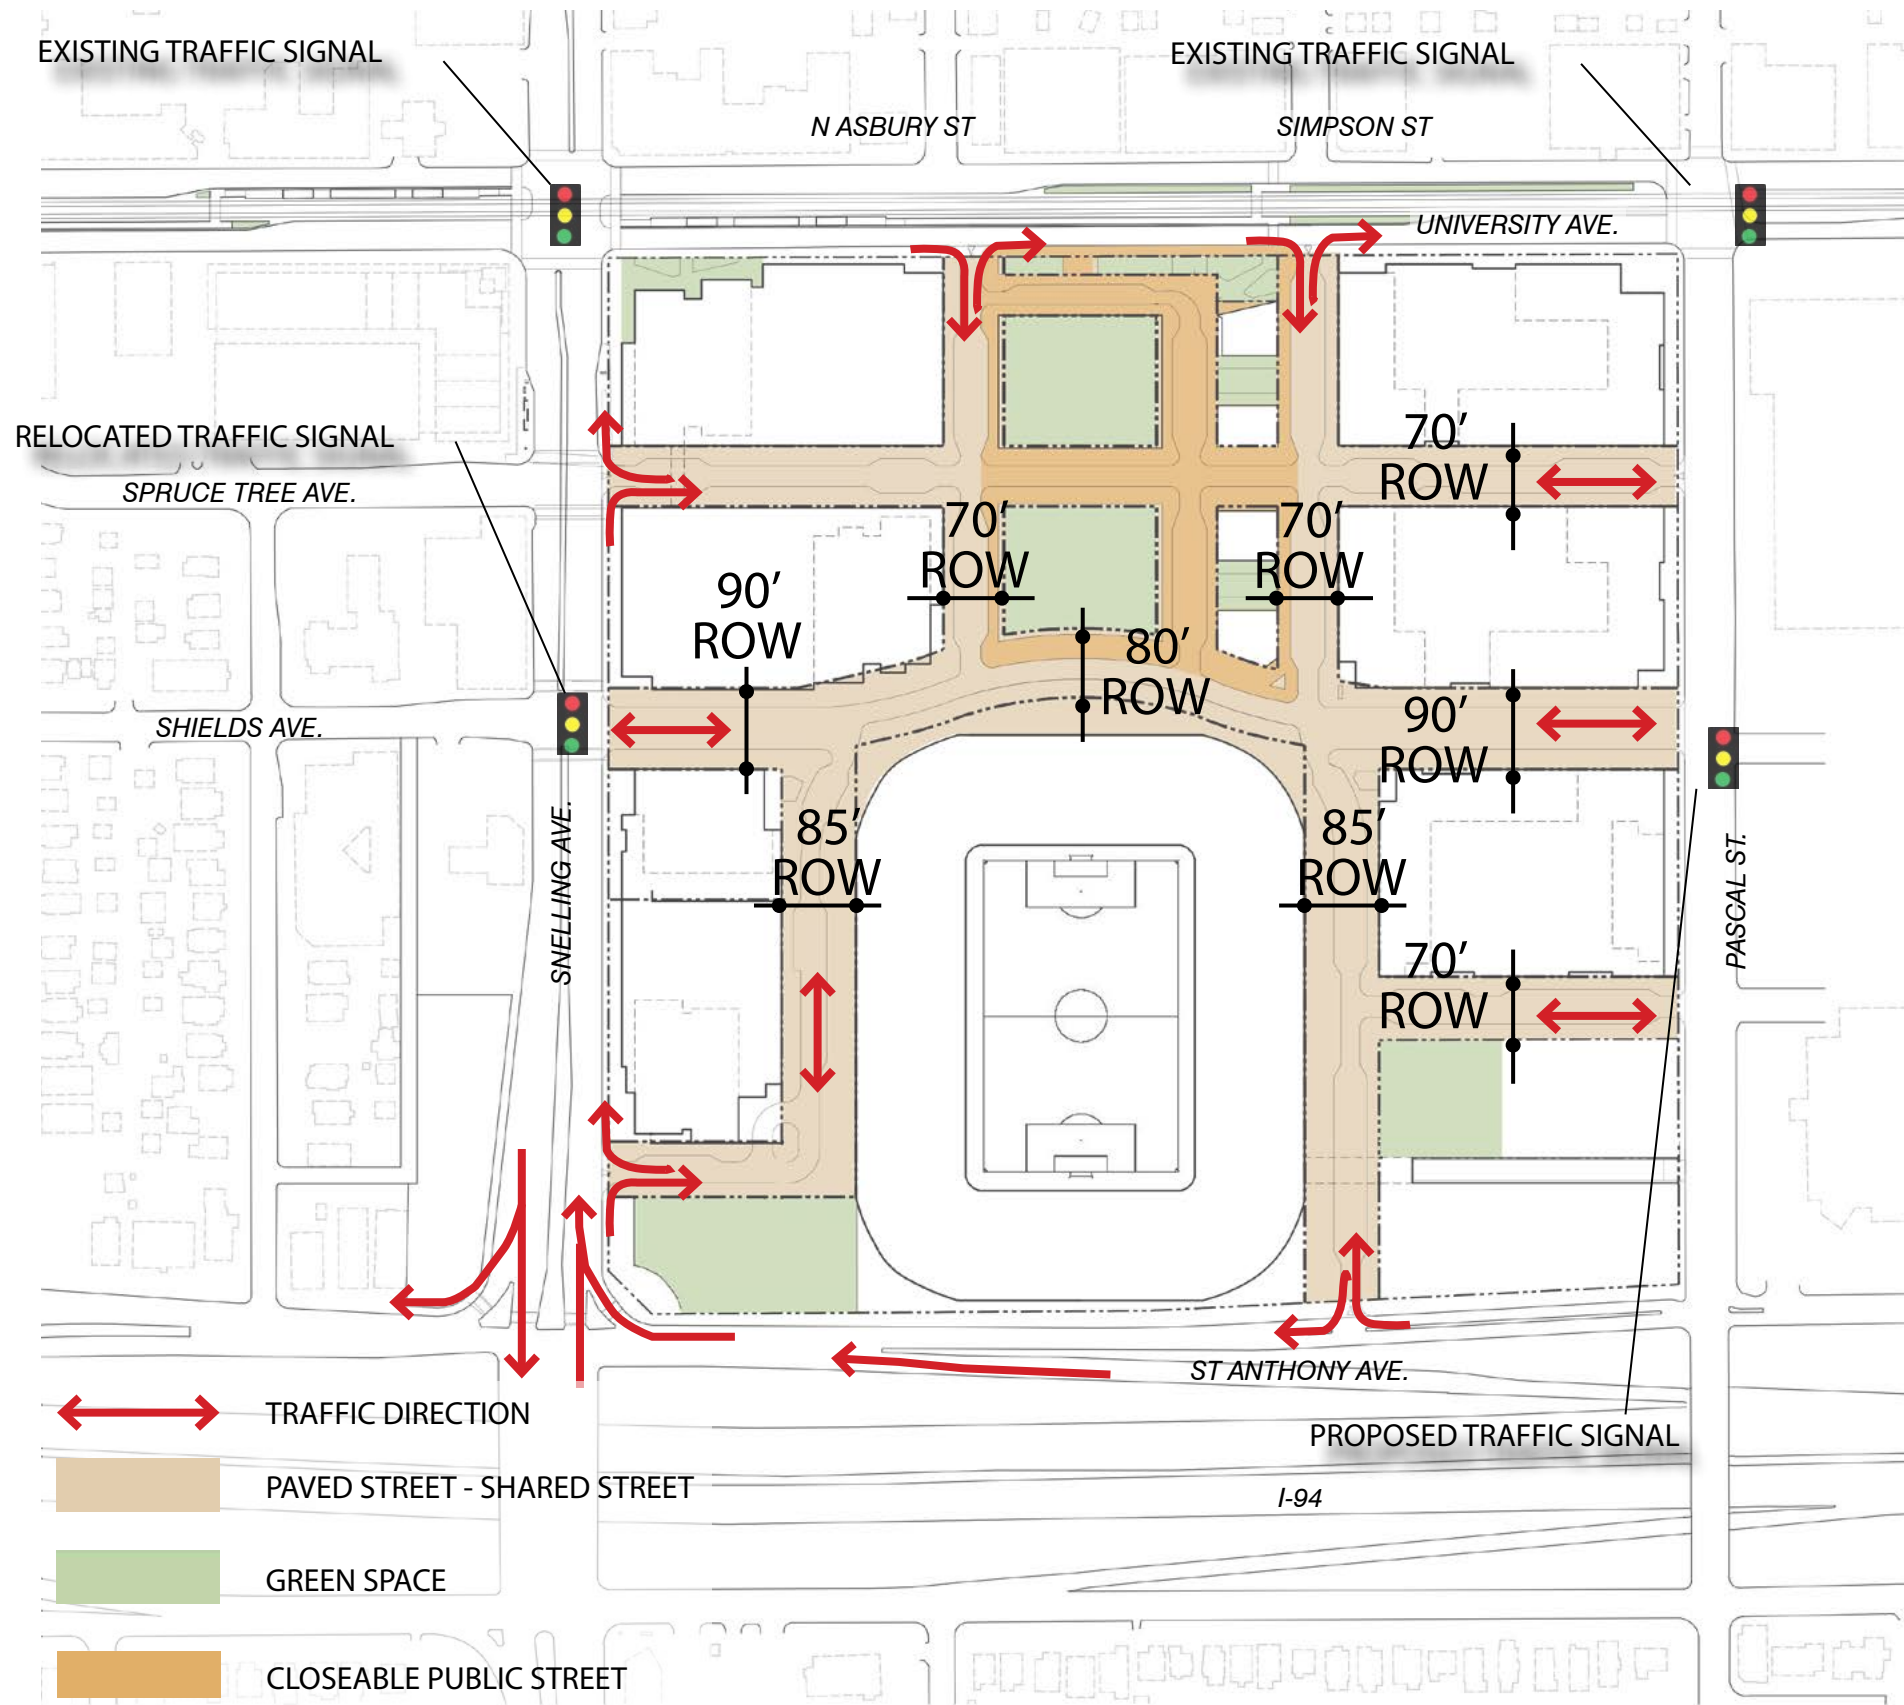 EXISTING TRAFFIC SIGNAL
EXISTING TRAFFIC SIGNAL
N ASBURY ST
SIMPSON ST
UNIVERSITY AVE.
RELOCATED TRAFFIC SIGNAL
SPRUCE TREE AVE.
70'
ROW
70'
ROW
70'
ROW
90'
ROW
80'
ROW
SHIELDS AVE.
90'
ROW
SNELLING AVE.
85'
ROW
85'
ROW
PASCAL ST.
70'
ROW
ST ANTHONY AVE.
TRAFFIC DIRECTION
PROPOSED TRAFFIC SIGNAL
PAVED STREET - SHARED STREET
I-94
GREEN SPACE
CLOSEABLE PUBLIC STREET